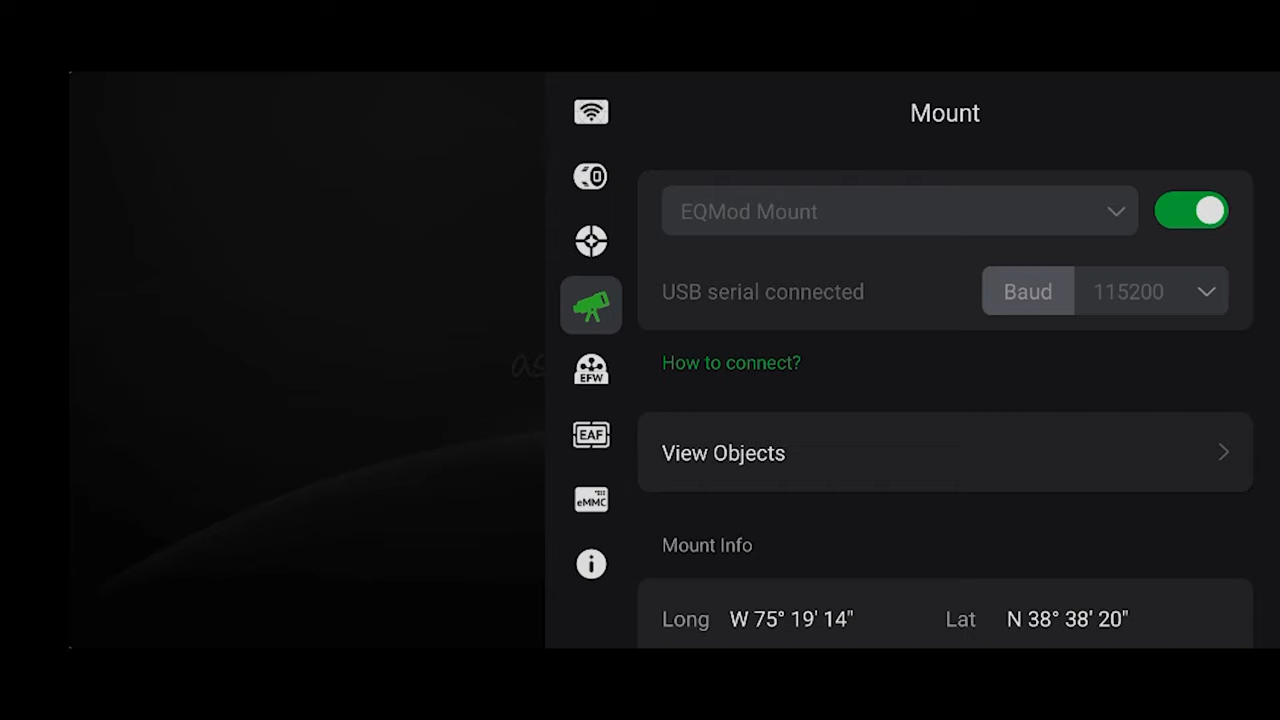 Mount
EQMod Mount
USB serial connected
Baud
115200
How to connect?
EFW
EAF
View Objects
eMMC
Mount Info
Long W 75° 19' 14" Lat N 38° 38' 20"
as